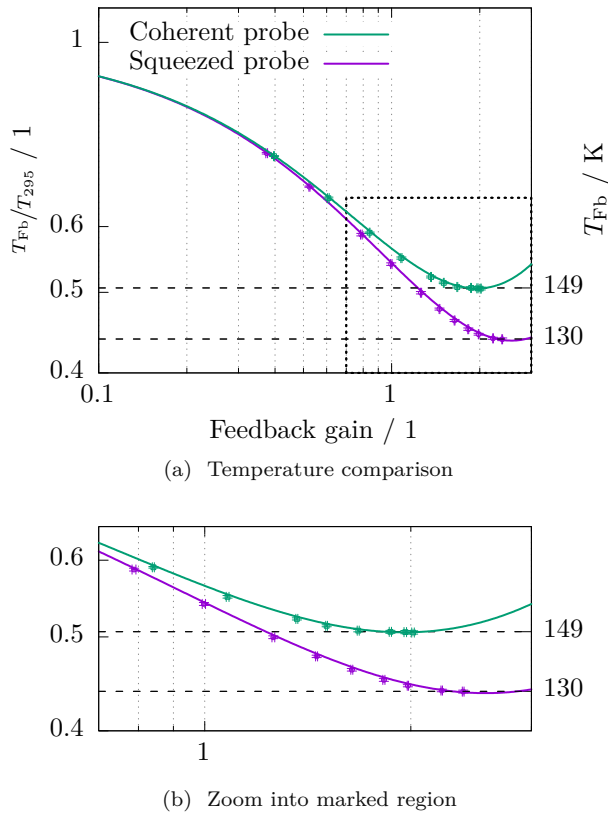 Coherent probe
Squeezed probe
1
0.6
0.5
0.4
T_Fb/T_295 / 1
T_Fb / K
149
130
0.1
1
Feedback gain / 1
(a) Temperature comparison
0.6
0.5
0.4
149
130
1
(b) Zoom into marked region